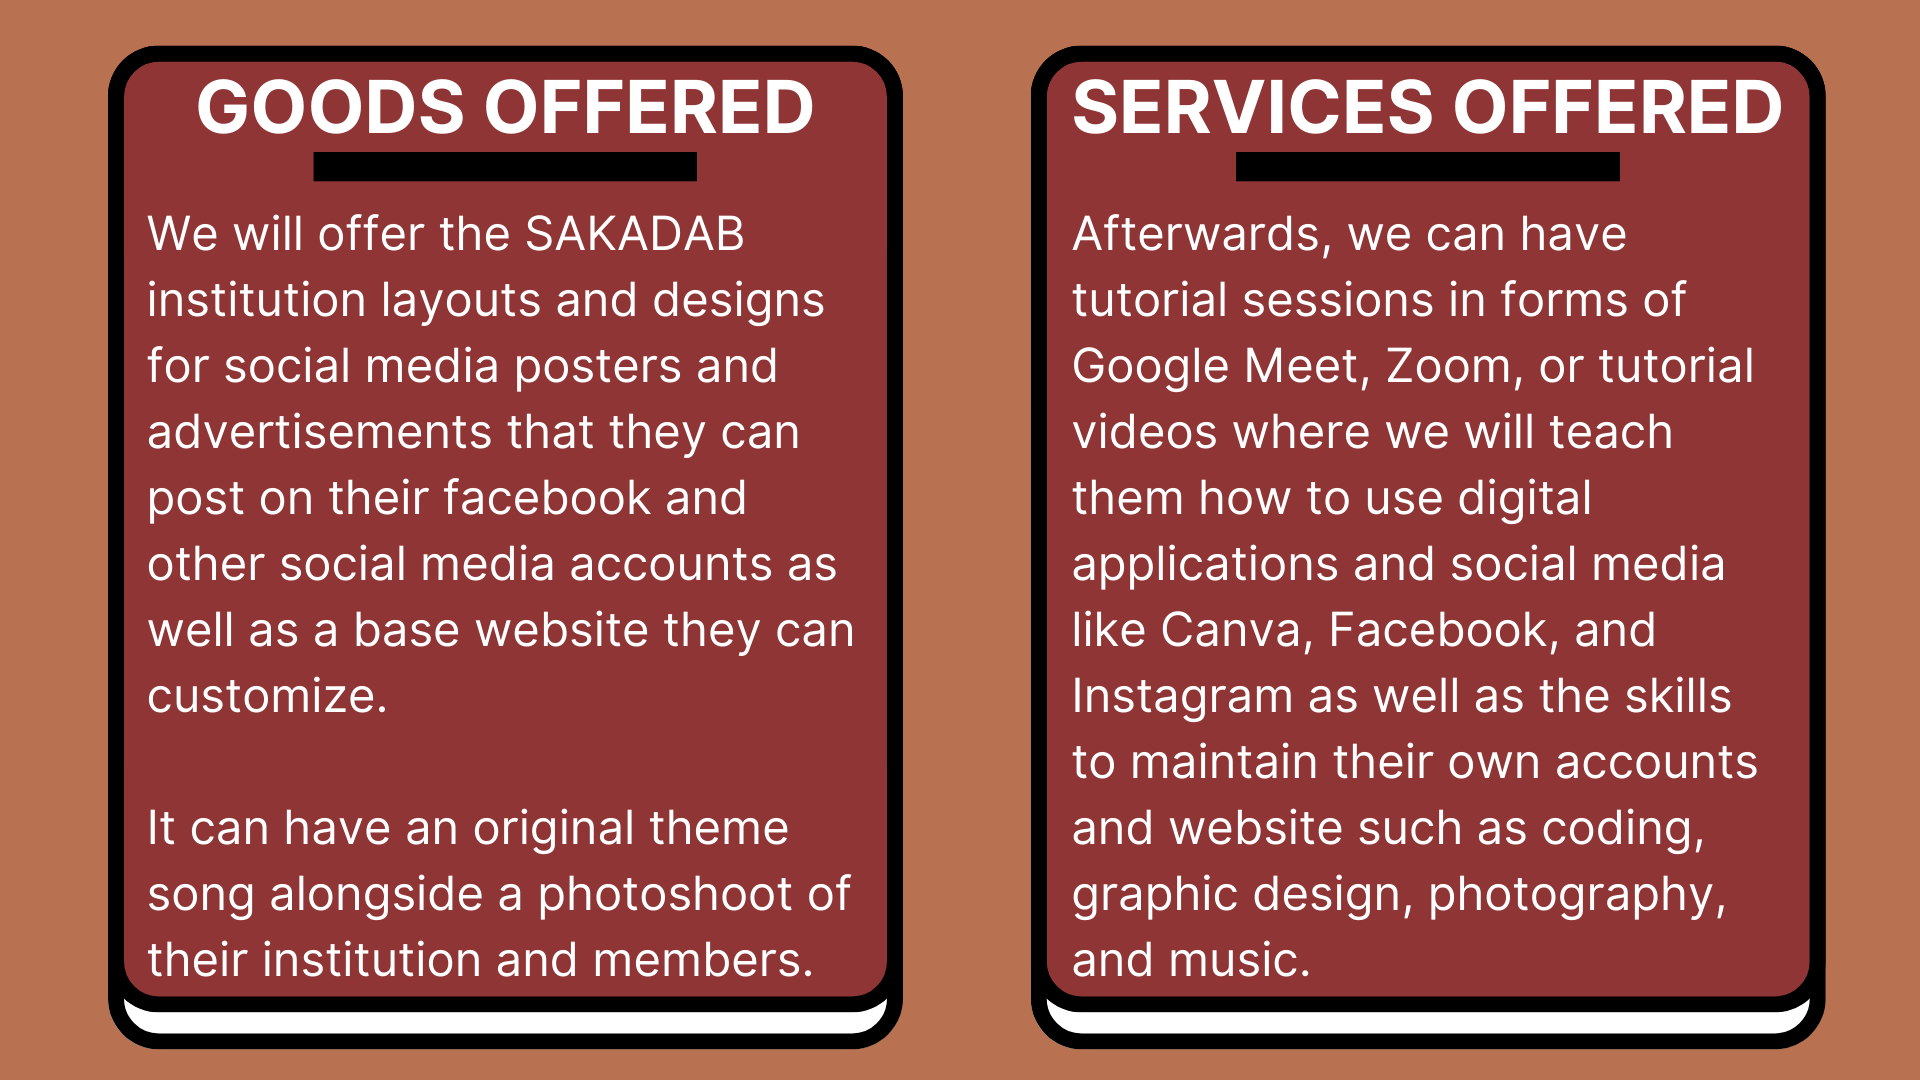 GOODS OFFERED
We will offer the SAKADAB
institution layouts and designs
for social media posters and
advertisements that they can
post on their facebook and
other social media accounts as
well as a base website they can
customize.
It can have an original theme
song alongside a photoshoot of
their institution and members.
SERVICES OFFERED
Afterwards, we can have
tutorial sessions in forms of
Google Meet, Zoom, or tutorial
videos where we will teach
them how to use digital
applications and social media
like Canva, Facebook, and
Instagram as well as the skills
to maintain their own accounts
and website such as coding,
graphic design, photography,
and music.